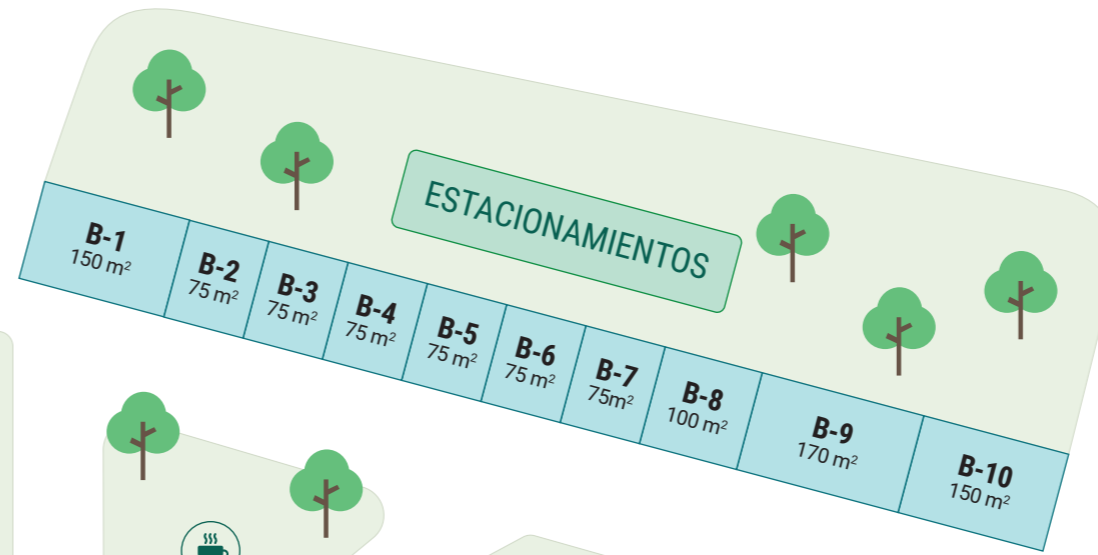 ESTACIONAMIENTOS
B-1
150 m²
B-2
75 m²
B-3
75 m²
B-4
75 m²
B-5
75 m²
B-6
75 m²
B-7
75m²
B-8
100 m²
B-9
170 m²
B-10
150 m²